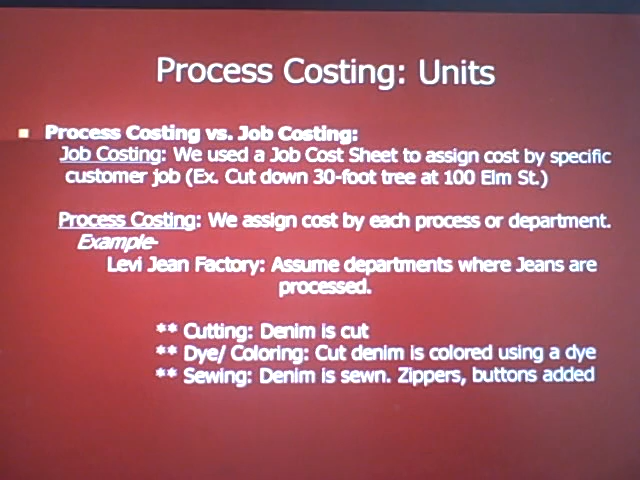 Process Costing: Units
Process Costing vs. Job Costing:
Job Costing: We used a Job Cost Sheet to assign cost by specific
customer job (Ex. Cut down 30-foot tree at 100 Elm St.)
Process Costing: We assign cost by each process or department.
Example-
Levi Jean Factory: Assume departments where Jeans are
processed.
** Cutting: Denim is cut
** Dye/ Coloring: Cut denim is colored using a dye
** Sewing: Denim is sewn. Zippers, buttons added